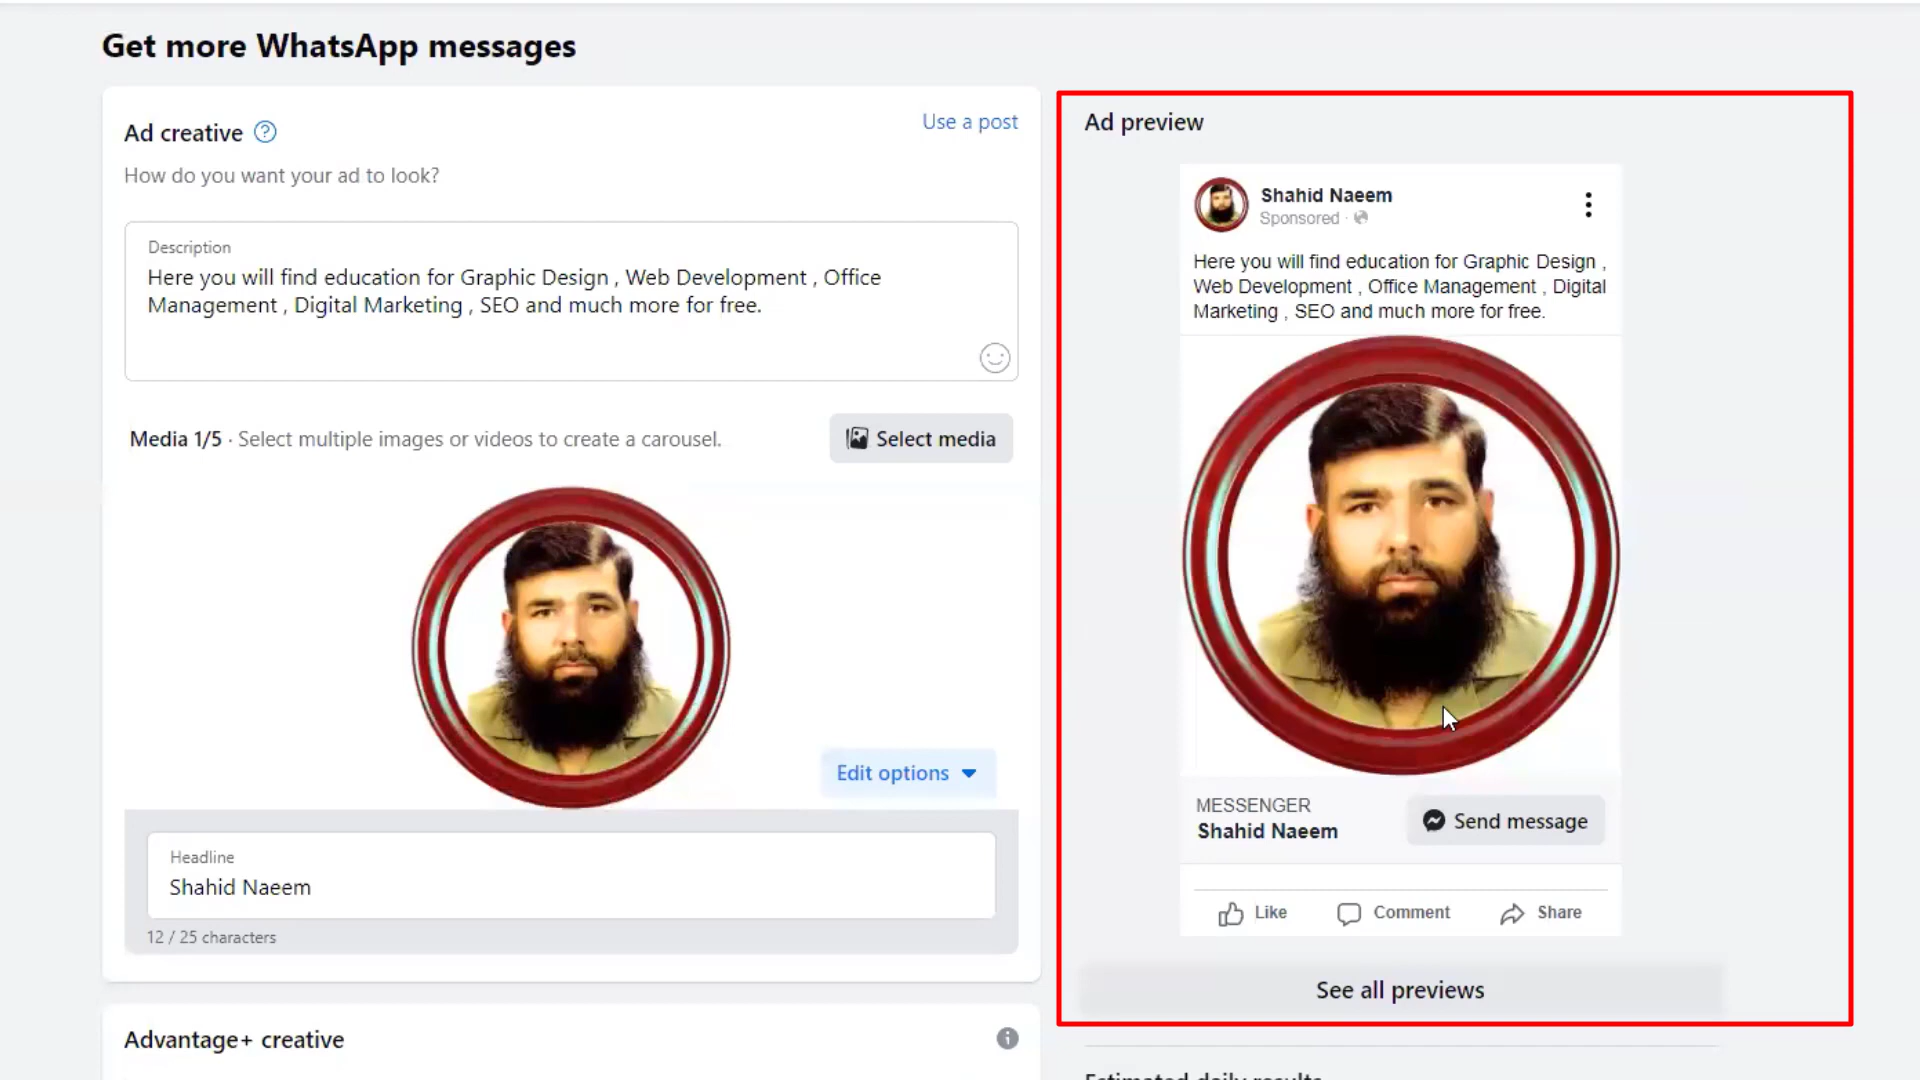 Get more WhatsApp messages
Ad creative
Use a post
How do you want your ad to look?
Description
Here you will find education for Graphic Design , Web Development , Office
Management , Digital Marketing , SEO and much more for free.
Media 1/5 · Select multiple images or videos to create a carousel.
Select media
Edit options
Headline
Shahid Naeem
12 / 25 characters
Advantage+ creative
Ad preview
Shahid Naeem
Sponsored ·
Here you will find education for Graphic Design ,
Web Development , Office Management , Digital
Marketing , SEO and much more for free.
MESSENGER
Shahid Naeem
Send message
Like
Comment
Share
See all previews
Estimated daily results